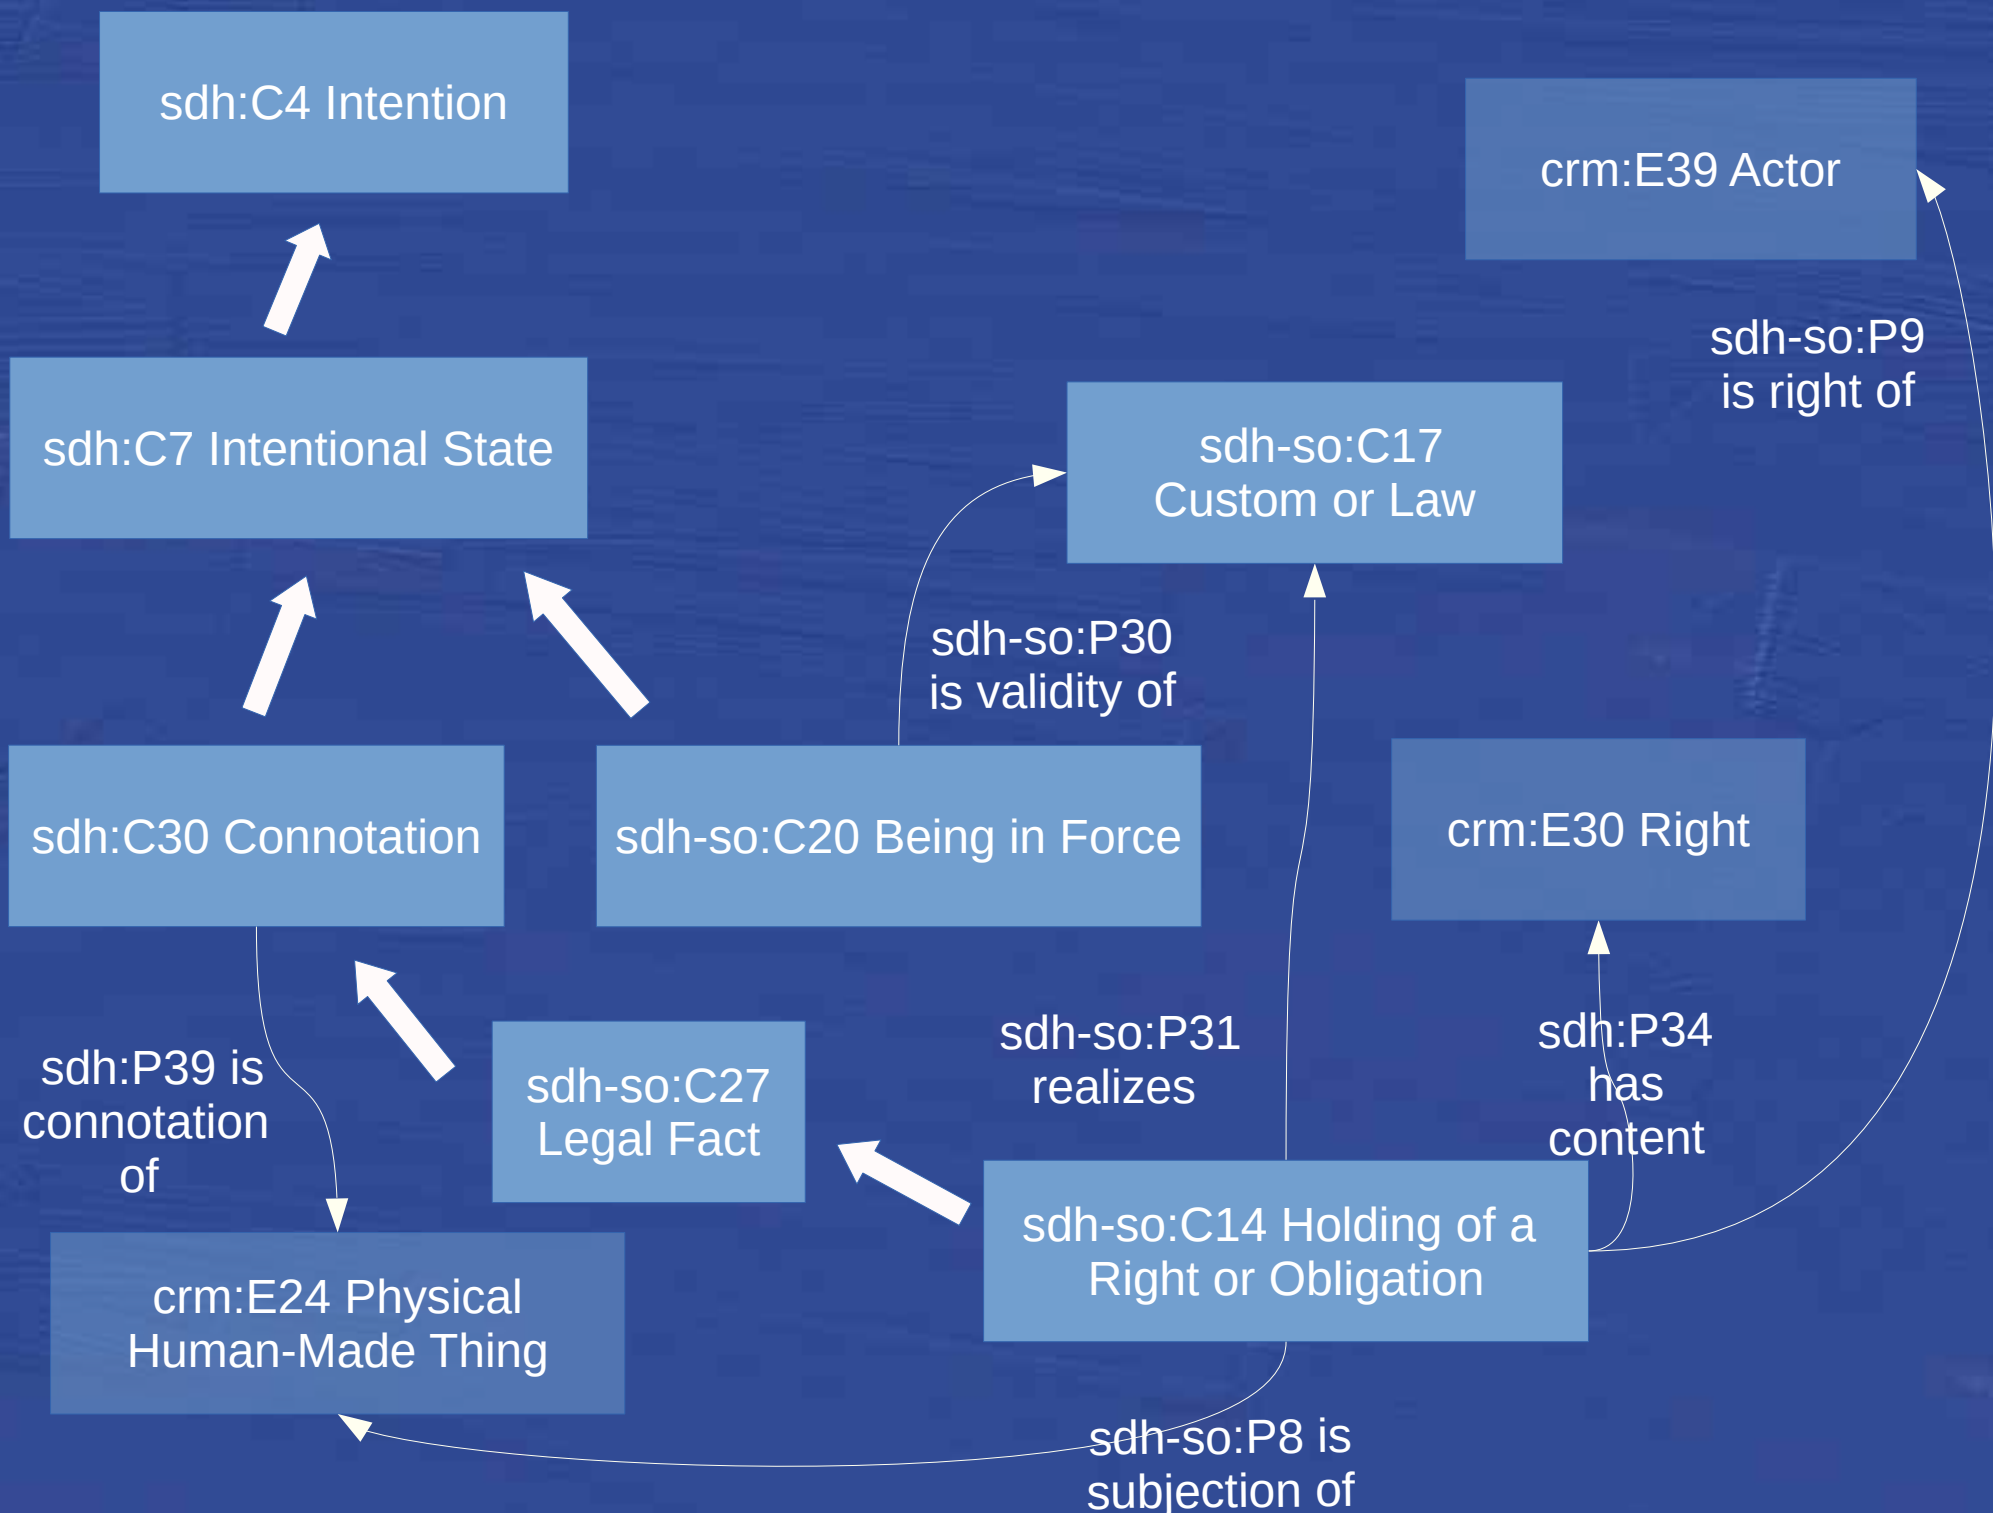 sdh:C4 Intention
crm:E39 Actor
sdh-so:P9
is right of
sdh:C7 Intentional State
sdh-so:C17
Custom or Law
sdh-so:P30
is validity of
sdh:C30 Connotation
sdh-so:C20 Being in Force
crm:E30 Right
sdh:P39 is
connotation
of
sdh-so:C27
Legal Fact
sdh-so:P31
realizes
sdh:P34
has
content
sdh-so:C14 Holding of a
Right or Obligation
crm:E24 Physical
Human-Made Thing
sdh-so:P8 is
subjection of